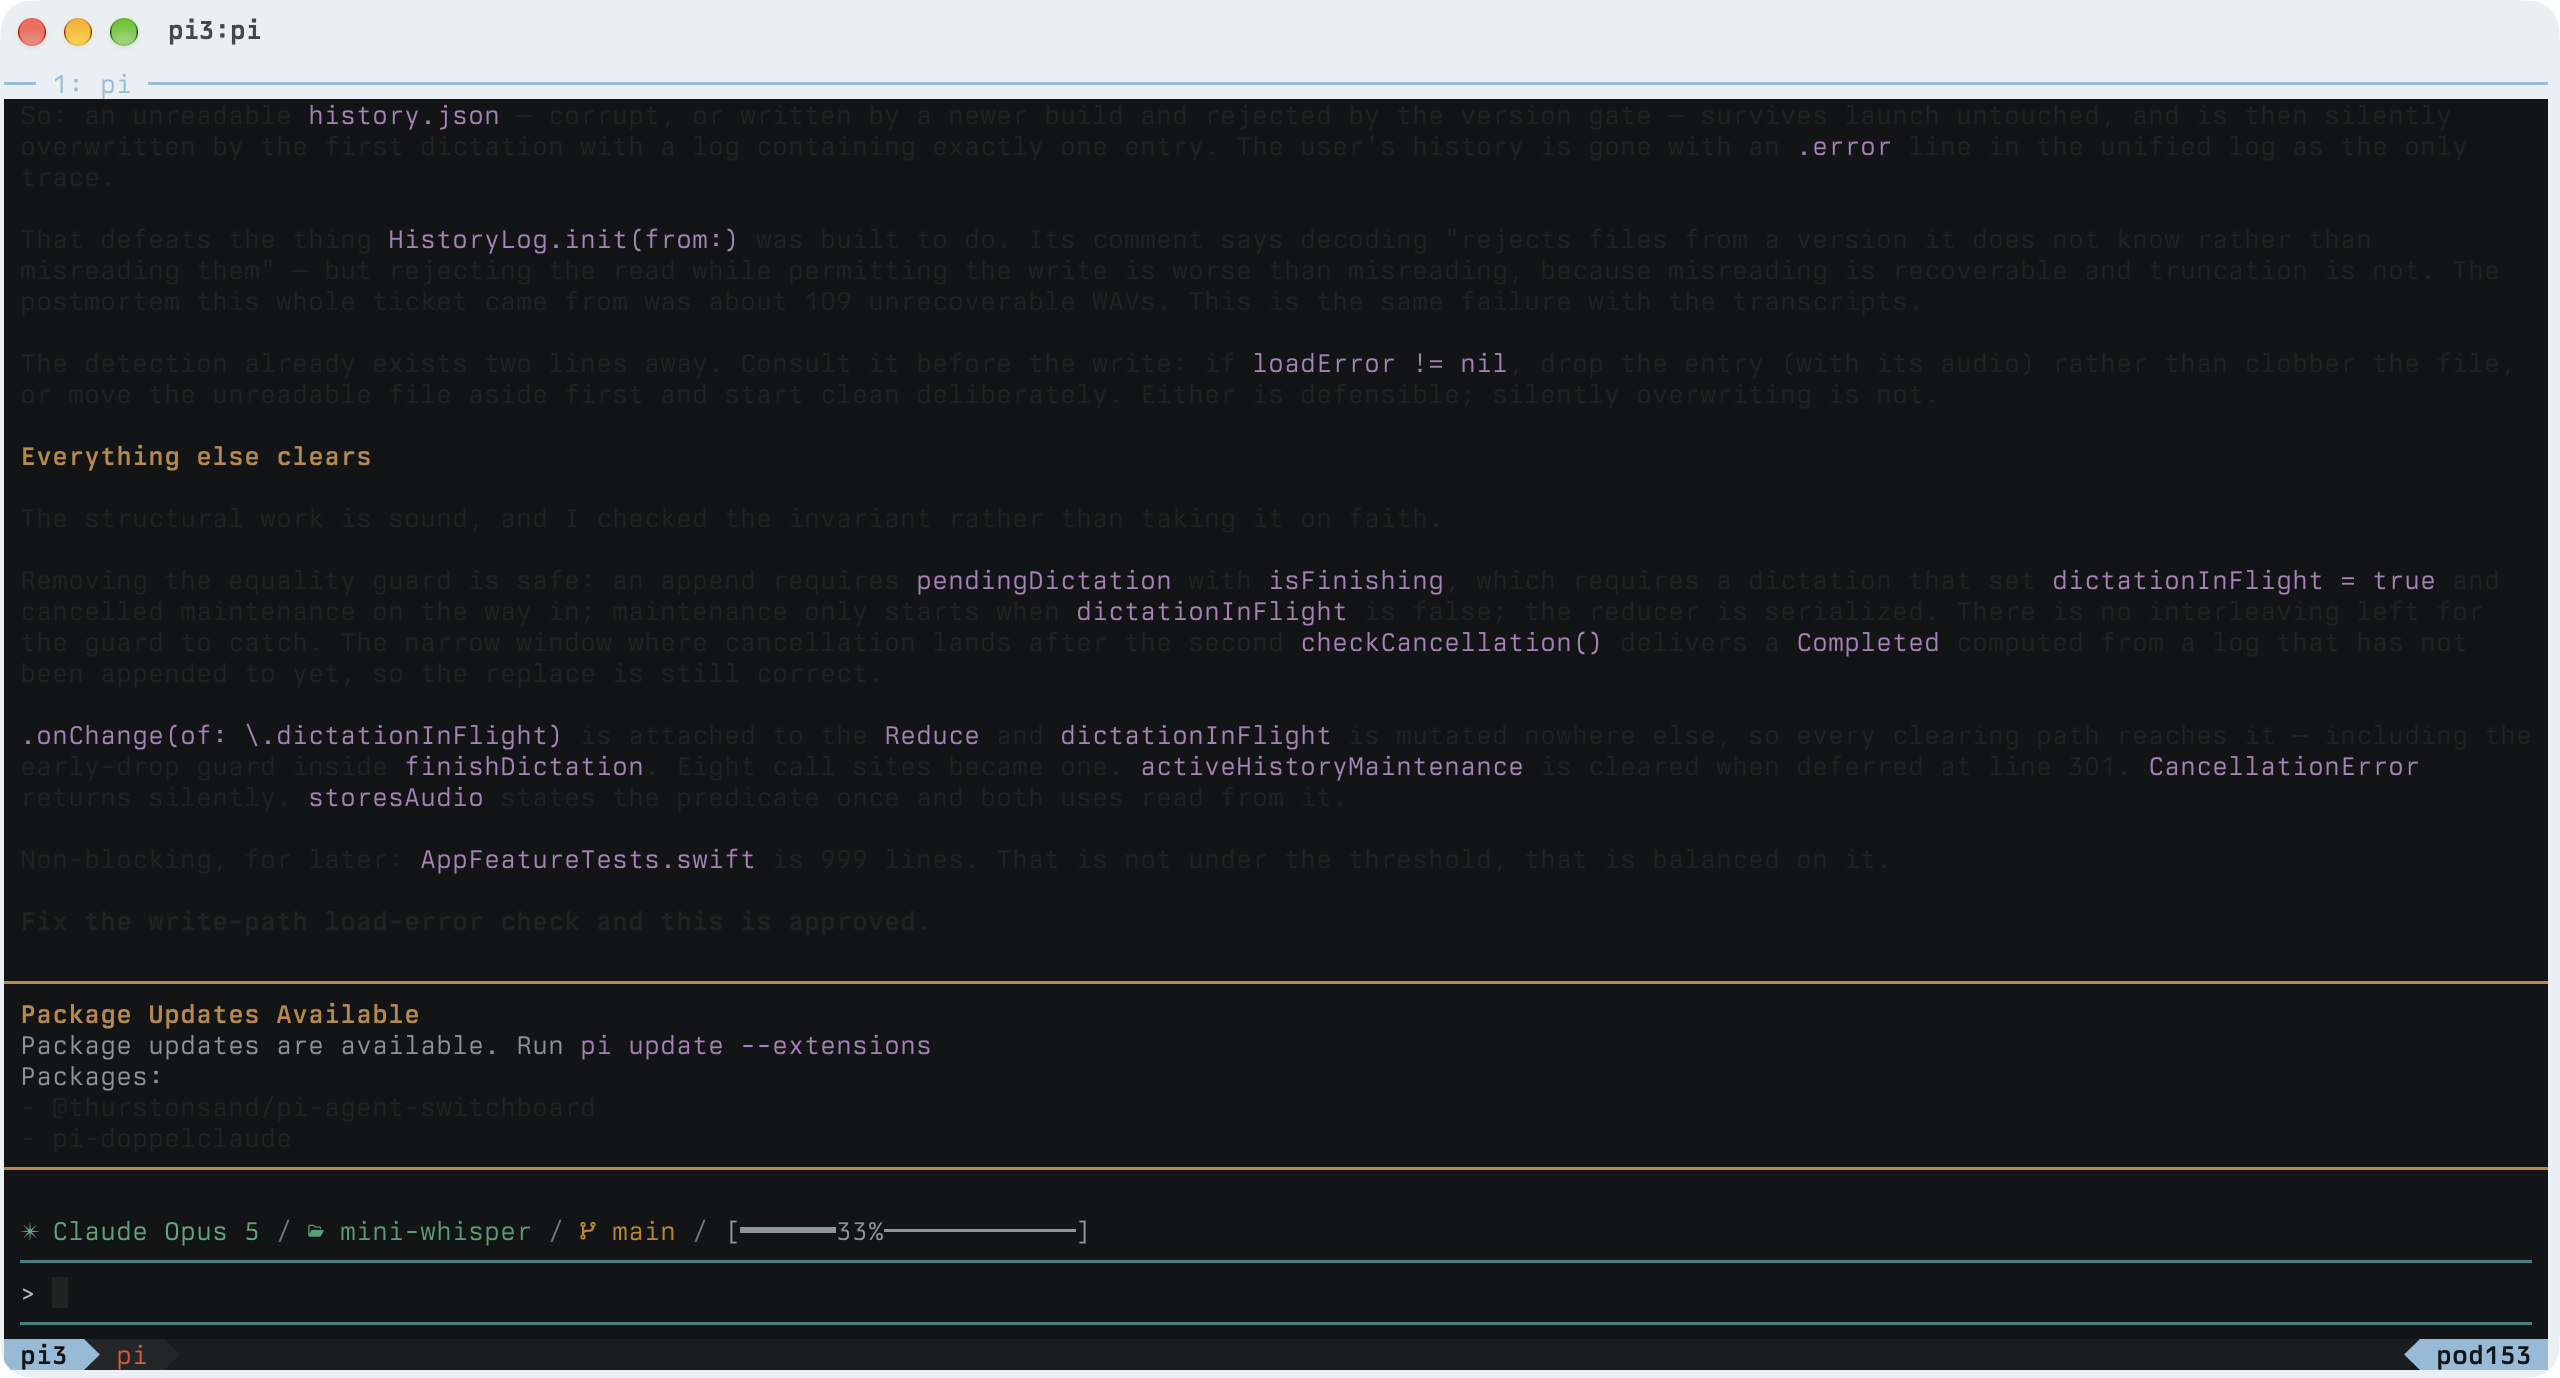 pi3:pi
1: pi
So: an unreadable history.json — corrupt, or written by a newer build and rejected by the version gate — survives launch untouched, and is then silently
overwritten by the first dictation with a log containing exactly one entry. The user's history is gone with an .error line in the unified log as the only
trace.
That defeats the thing HistoryLog.init(from:) was built to do. Its comment says decoding "rejects files from a version it does not know rather than
misreading them" — but rejecting the read while permitting the write is worse than misreading, because misreading is recoverable and truncation is not. The
postmortem this whole ticket came from was about 109 unrecoverable WAVs. This is the same failure with the transcripts.
The detection already exists two lines away. Consult it before the write: if loadError != nil, drop the entry (with its audio) rather than clobber the file,
or move the unreadable file aside first and start clean deliberately. Either is defensible; silently overwriting is not.
Everything else clears
The structural work is sound, and I checked the invariant rather than taking it on faith.
Removing the equality guard is safe: an append requires pendingDictation with isFinishing, which requires a dictation that set dictationInFlight = true and
cancelled maintenance on the way in; maintenance only starts when dictationInFlight is false; the reducer is serialized. There is no interleaving left for
the guard to catch. The narrow window where cancellation lands after the second checkCancellation() delivers a Completed computed from a log that has not
been appended to yet, so the replace is still correct.
.onChange(of: \.dictationInFlight) is attached to the Reduce and dictationInFlight is mutated nowhere else, so every clearing path reaches it — including the
early-drop guard inside finishDictation. Eight call sites became one. activeHistoryMaintenance is cleared when deferred at line 301. CancellationError
returns silently. storesAudio states the predicate once and both uses read from it.
Non-blocking, for later: AppFeatureTests.swift is 999 lines. That is not under the threshold, that is balanced on it.
Fix the write-path load-error check and this is approved.
Package Updates Available
Package updates are available. Run pi update --extensions
Packages:
- @thurstonsand/pi-agent-switchboard
- pi-doppelclaude
Claude Opus 5 / mini-whisper / main / [33%]
>
pi3 pi pod153